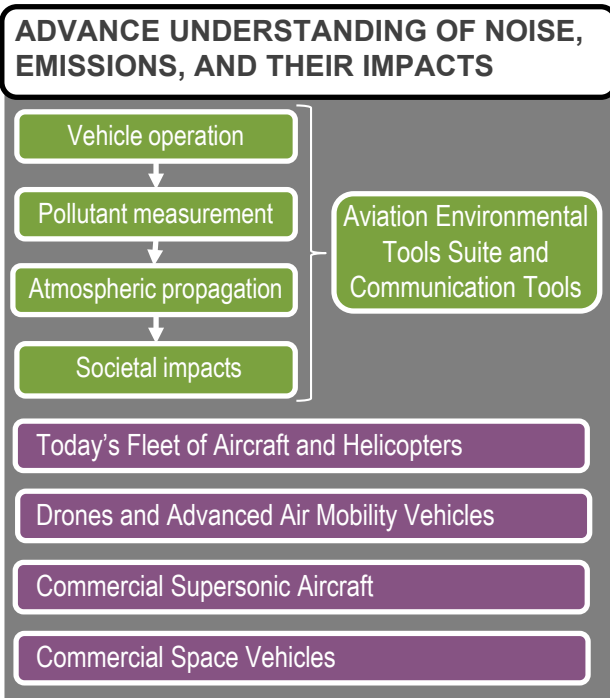 ADVANCE UNDERSTANDING OF NOISE,
EMISSIONS, AND THEIR IMPACTS
Vehicle operation
Pollutant measurement
Atmospheric propagation
Societal impacts
Aviation Environmental
Tools Suite and
Communication Tools
Today's Fleet of Aircraft and Helicopters
Drones and Advanced Air Mobility Vehicles
Commercial Supersonic Aircraft
Commercial Space Vehicles